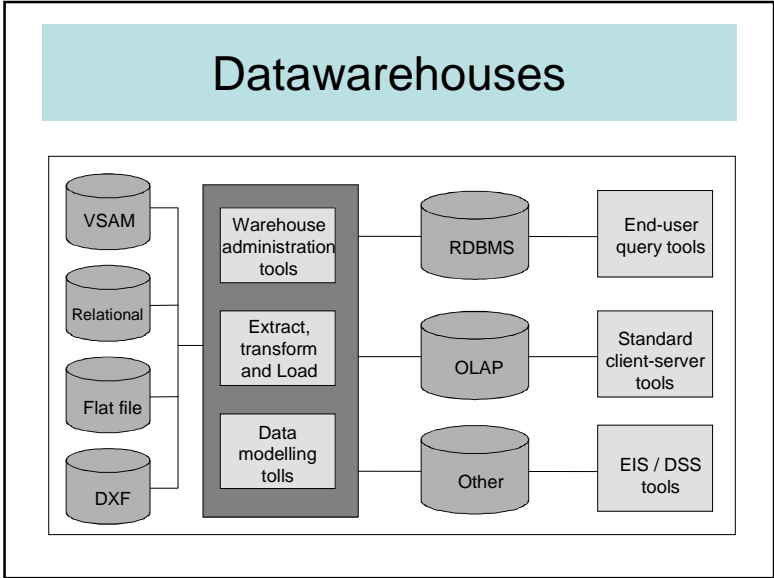 Datawarehouses
VSAM
Relational
Flat file
DXF
Warehouse
administration
tools
Extract,
transform
and Load
Data
modelling
tolls
RDBMS
OLAP
Other
End-user
query tools
Standard
client-server
tools
EIS / DSS
tools